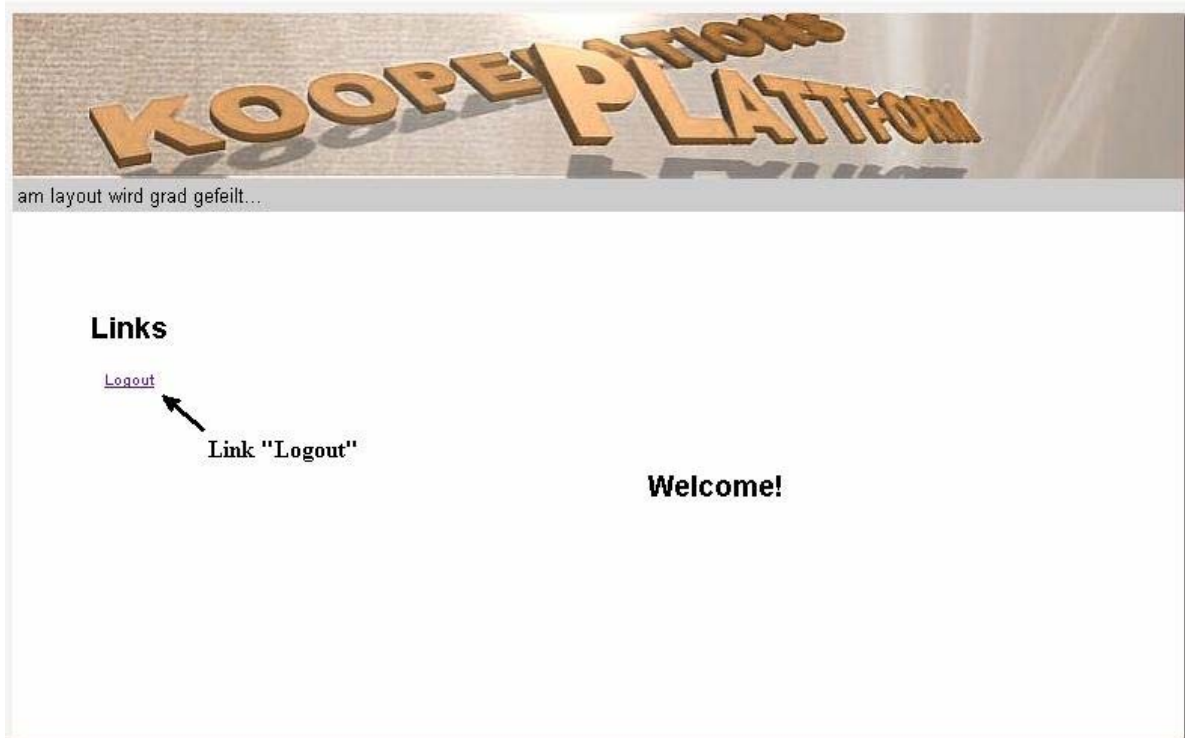 KOOPERATIONS
PLATTFORM
am layout wird grad gefeilt...
Links
Logout
Link "Logout"
Welcome!